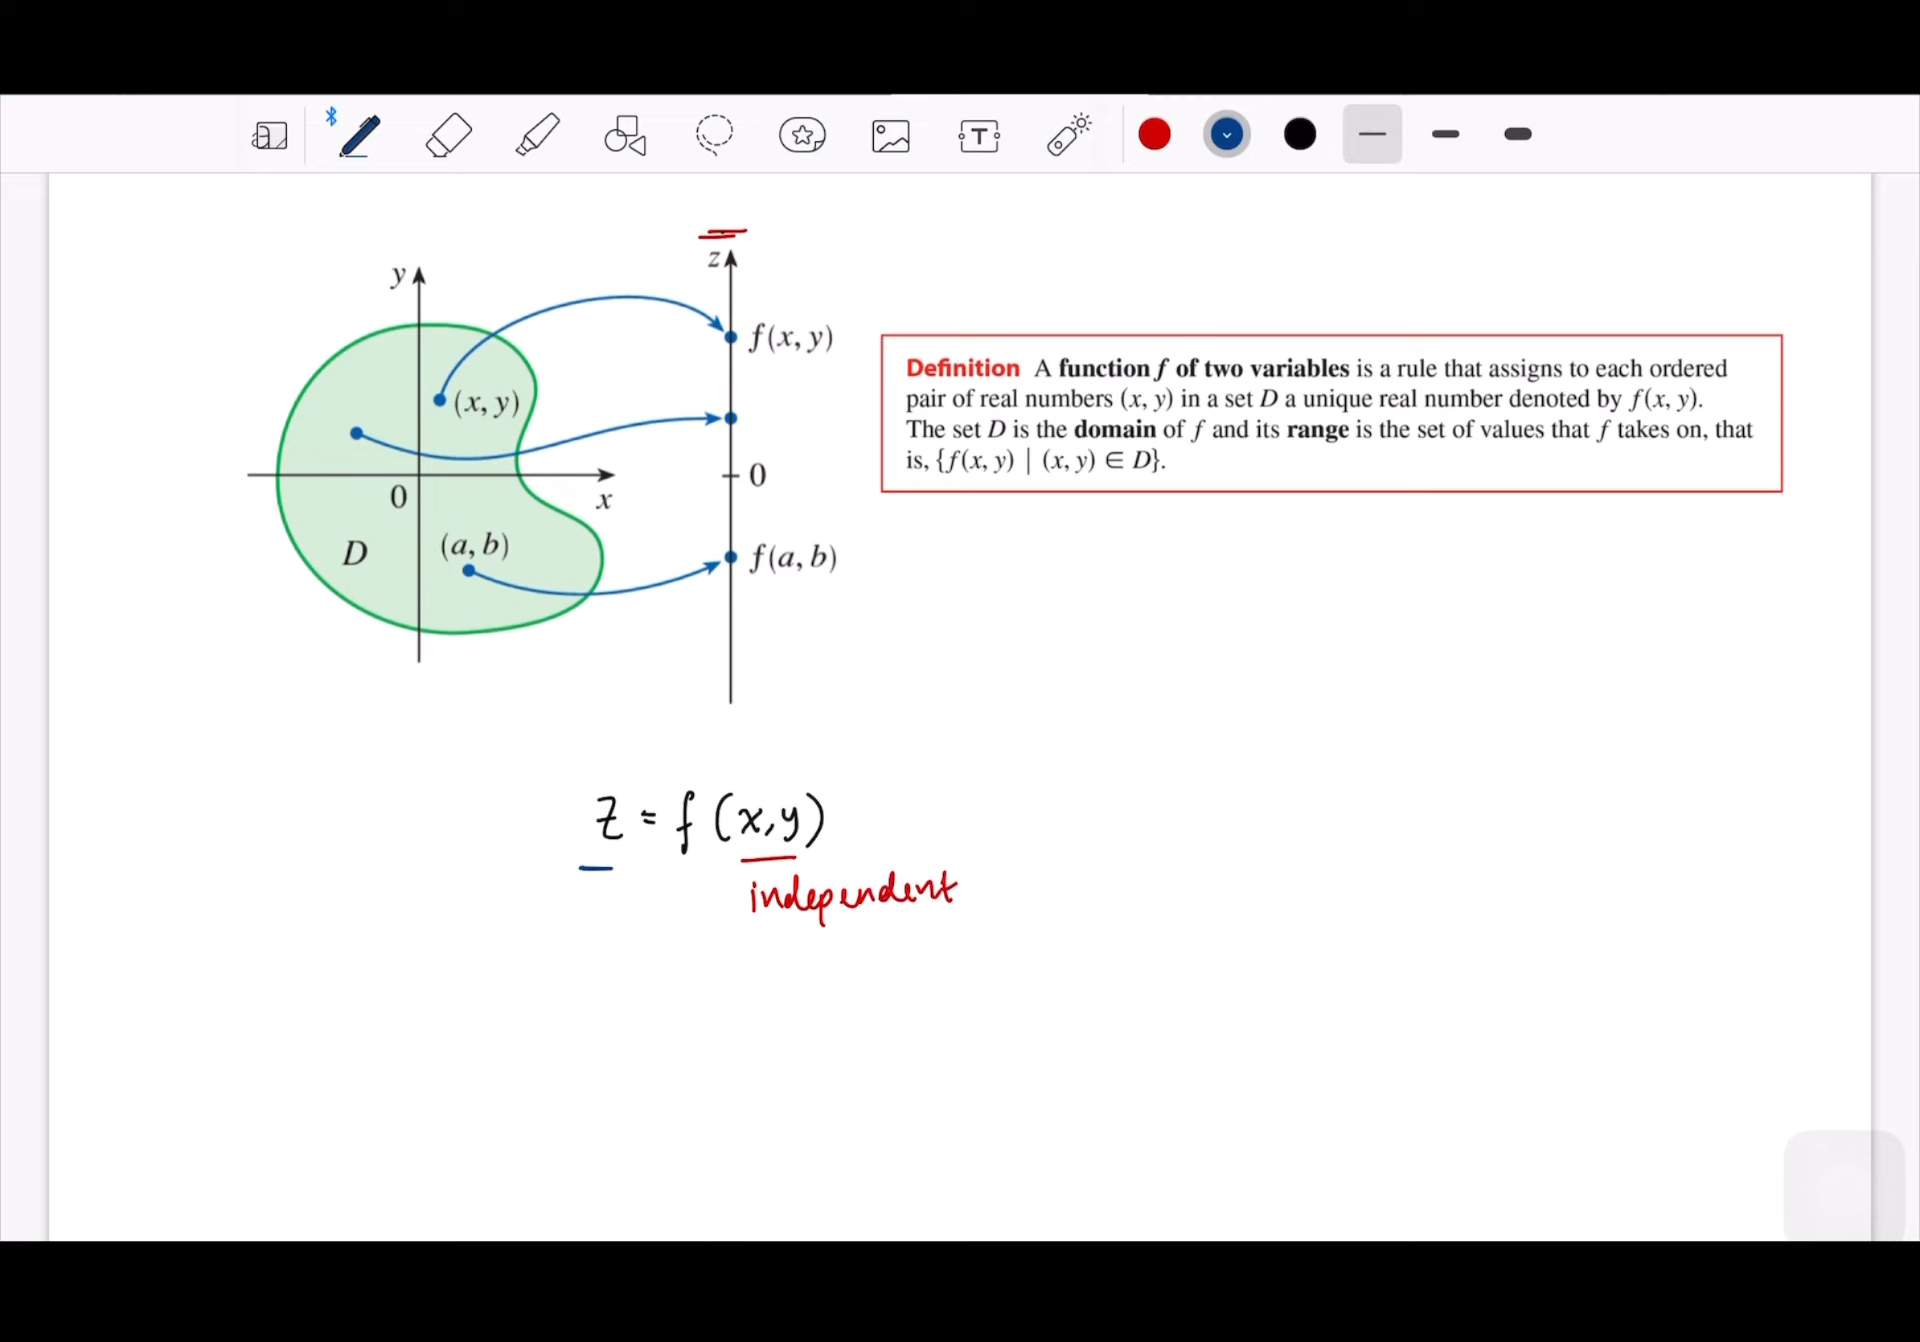 z
y
f(x, y)
(x, y)
Definition A function f of two variables is a rule that assigns to each ordered
pair of real numbers (x, y) in a set D a unique real number denoted by f(x, y).
The set D is the domain of f and its range is the set of values that f takes on, that
is, {f(x, y) | (x, y) ∈ D}.
0
0
x
D
(a, b)
f(a, b)
z = f (x,y)
independent